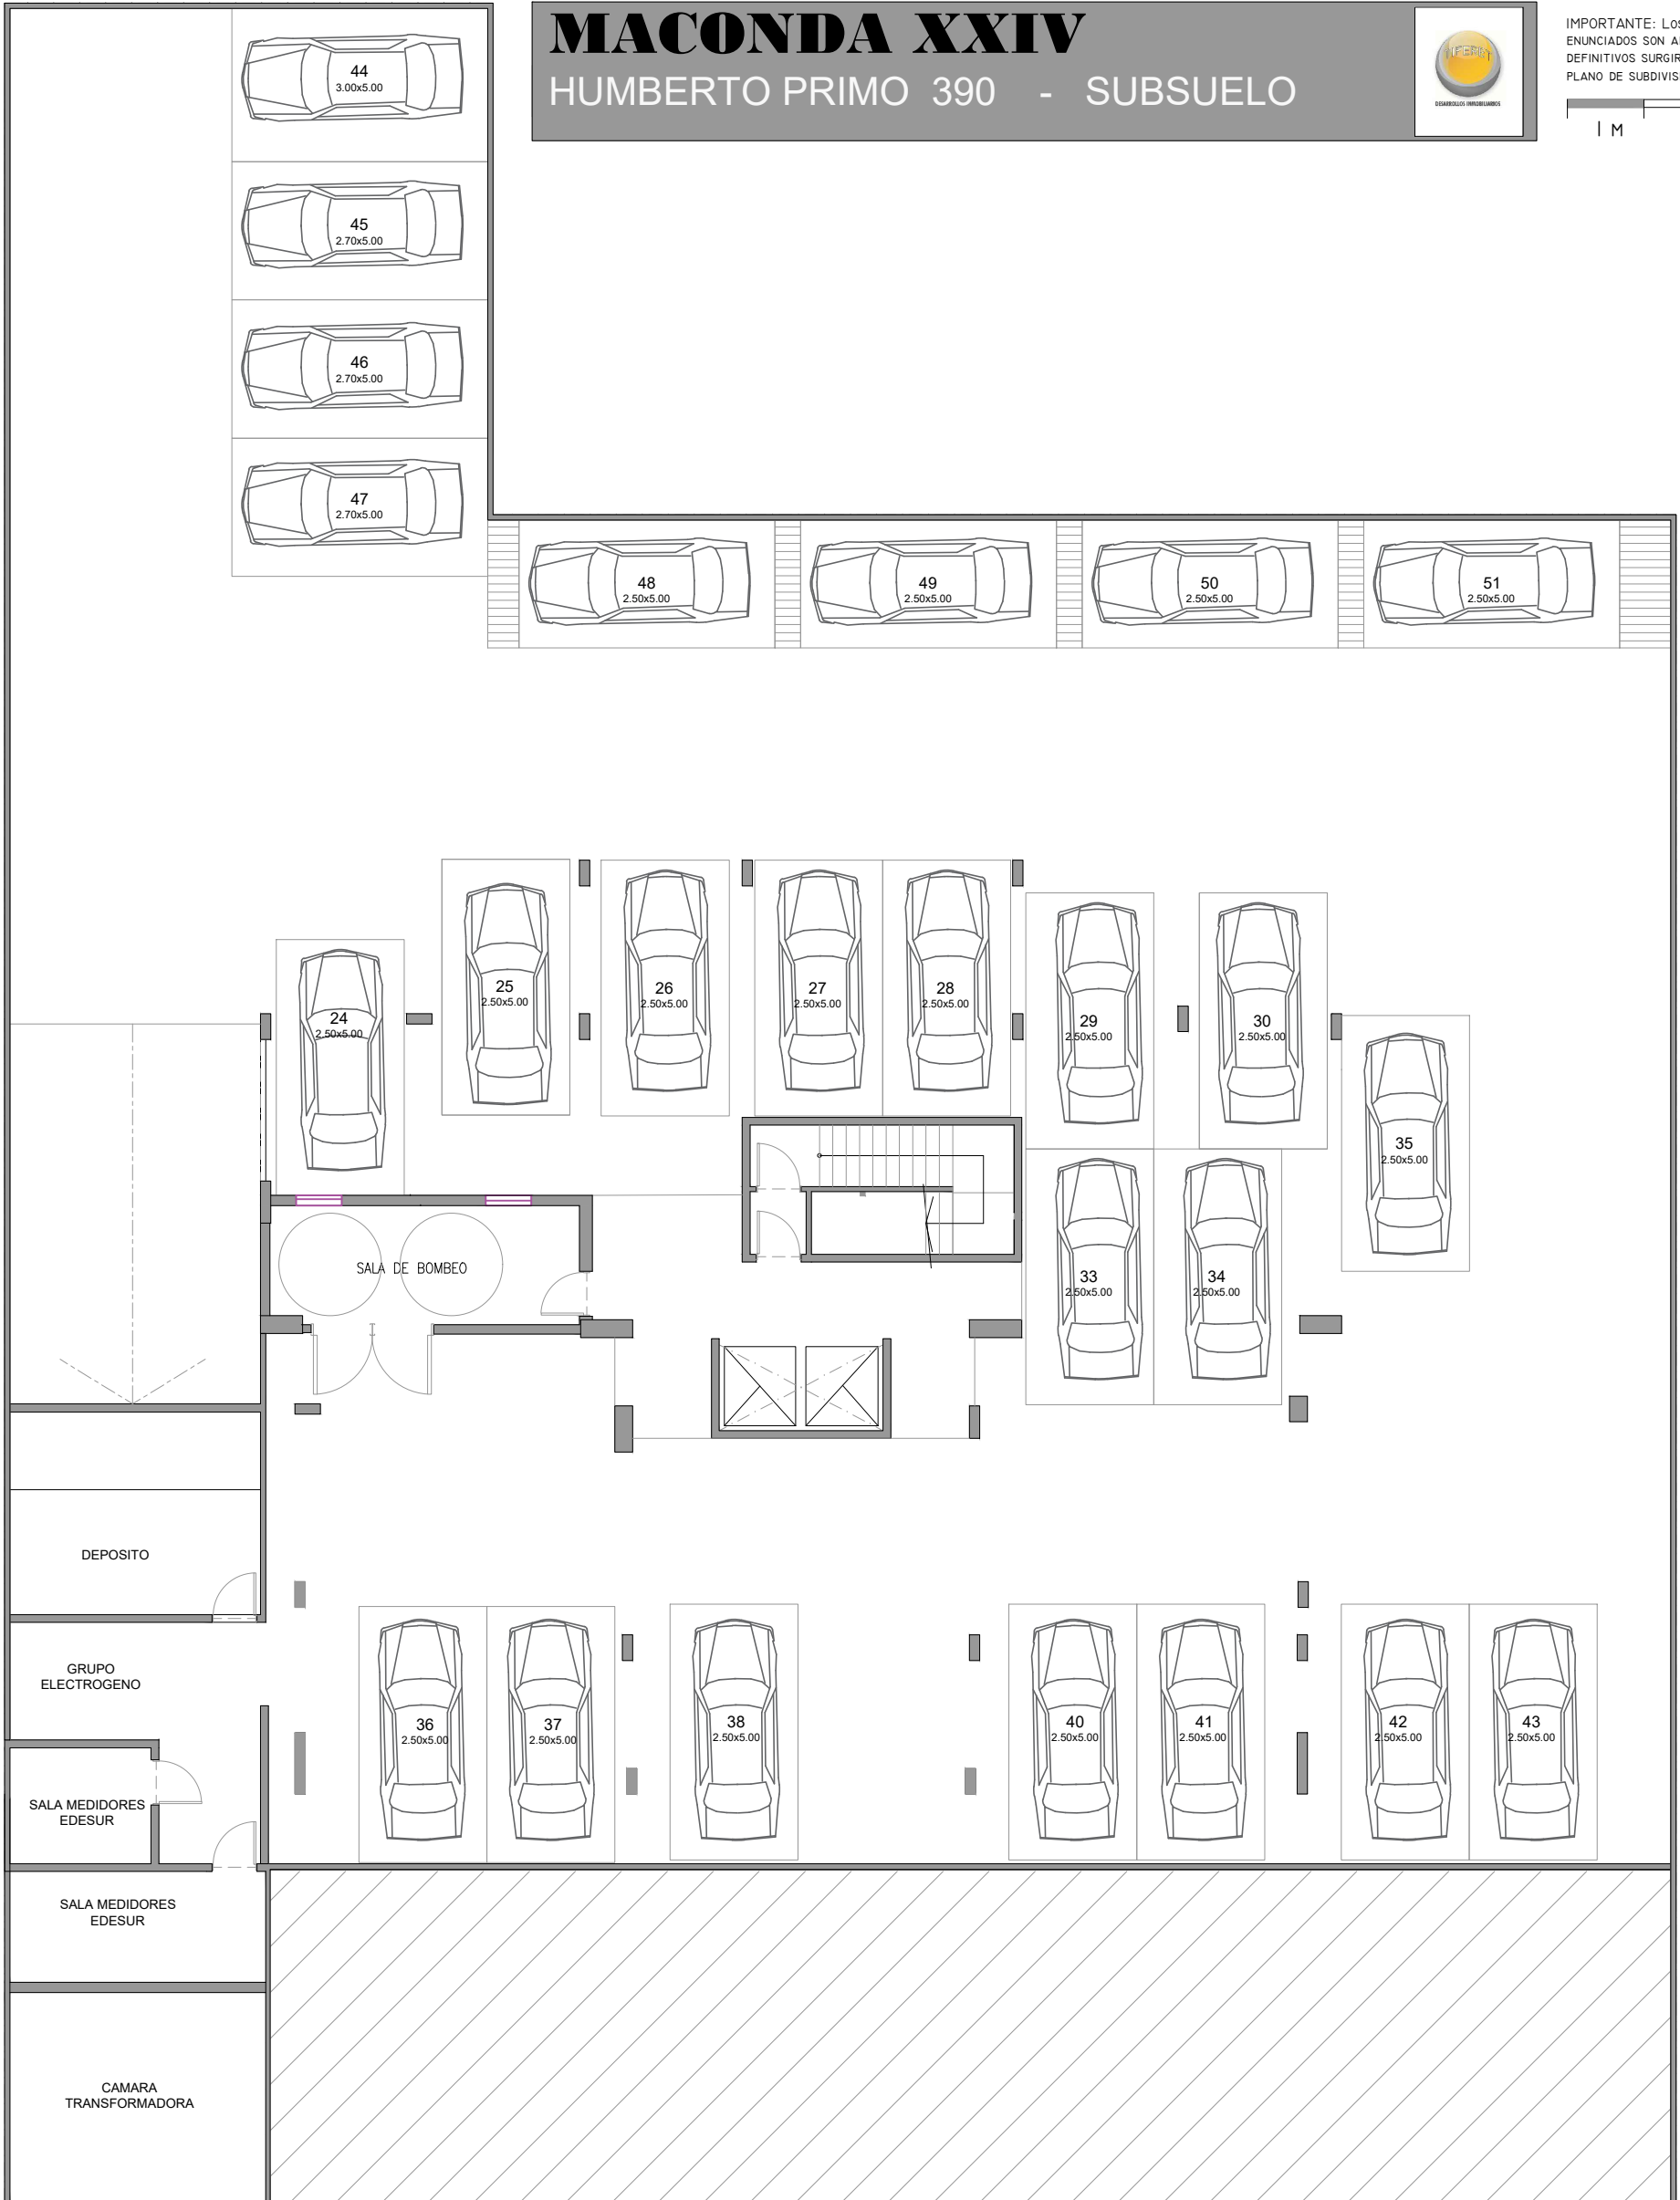 MACONDA XXIV
HUMBERTO PRIMO 390 - SUBSUELO
DESARROLLOS INMOBILIARIOS
IMPORTANTE:
ENUNCIADOS SON
DEFINITIVOS
PLANO DE
1 M
44
3.00x5.00
45
2.70x5.00
46
2.70x5.00
47
2.70x5.00
48
2.50x5.00
49
2.50x5.00
50
2.50x5.00
51
2.50x5.00
24
2.50x5.00
25
2.50x5.00
26
2.50x5.00
27
2.50x5.00
28
2.50x5.00
29
2.50x5.00
30
2.50x5.00
35
2.50x5.00
33
2.50x5.00
34
2.50x5.00
SALA DE BOMBEO
DEPOSITO
GRUPO
ELECTROGENO
SALA MEDIDORES
EDESUR
SALA MEDIDORES
EDESUR
CAMARA
TRANSFORMADORA
36
2.50x5.00
37
2.50x5.00
38
2.50x5.00
40
2.50x5.00
41
2.50x5.00
42
2.50x5.00
43
2.50x5.00